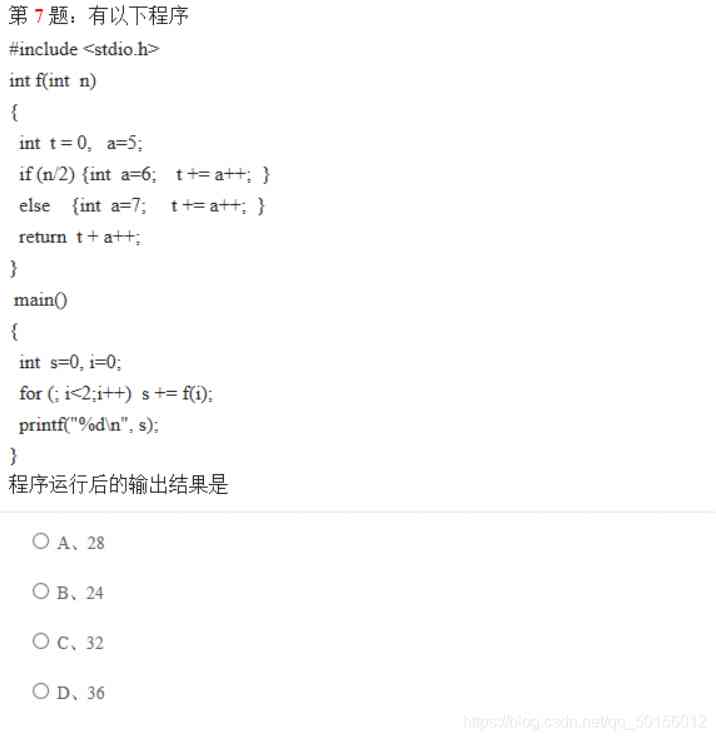 第 7 题：有以下程序
#include <stdio.h>
int f(int n)
{
int t = 0, a=5;
if (n/2) {int a=6; t += a++; }
else {int a=7; t += a++; }
return t + a++;
}
main()
{
int s=0, i=0;
for (; i<2;i++) s += f(i);
printf("%d\n", s);
}
程序运行后的输出结果是
A、28
B、24
C、32
D、36
https://blog.csdn.net/qq_50156012